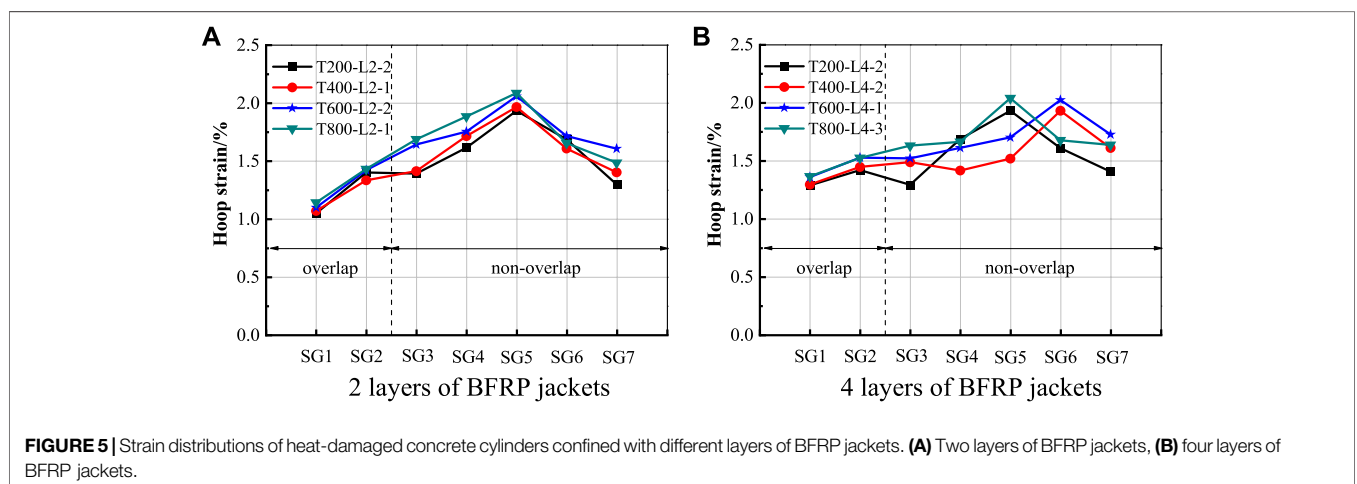 A
2.5
2.0
1.5
1.0
0.5
0.0
Hoop strain/%
T200-L2-2
T400-L2-1
T600-L2-2
T800-L2-1
overlap
non-overlap
SG1 SG2 SG3 SG4 SG5 SG6 SG7
2 layers of BFRP jackets
B
2.5
2.0
1.5
1.0
0.5
0.0
Hoop strain/%
T200-L4-2
T400-L4-2
T600-L4-1
T800-L4-3
overlap
non-overlap
SG1 SG2 SG3 SG4 SG5 SG6 SG7
4 layers of BFRP jackets
FIGURE 5 | Strain distributions of heat-damaged concrete cylinders confined with different layers of BFRP jackets. (A) Two layers of BFRP jackets, (B) four layers of
BFRP jackets.